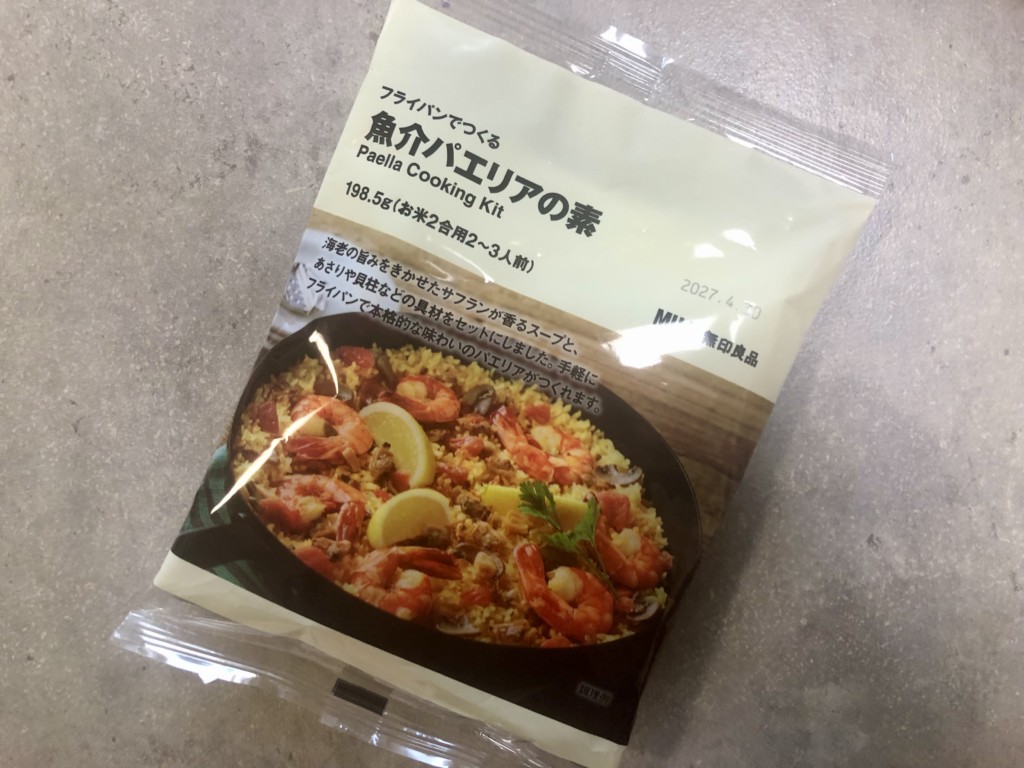 フライパンでつくる
魚介パエリアの素
Paella Cooking Kit
198.5g(お米2合用2〜3人前)
海老の旨みをきかせたサフランが香るスープと、
あさりや貝柱などの具材をセットにしました。手軽に
フライパンで本格的な味わいのパエリアがつくれます。
2027.4.20
無印良品
調理例